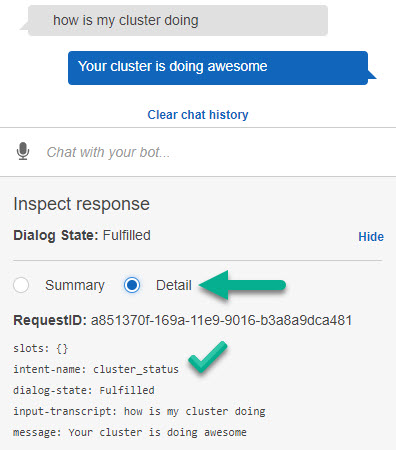 how is my cluster doing
Your cluster is doing awesome
Clear chat history
Chat with your bot...
Inspect response
Dialog State: Fulfilled
Hide
Summary Detail
RequestID: a851370f-169a-11e9-9016-b3a8a9dca481
slots: {}
intent-name: cluster_status
dialog-state: Fulfilled
input-transcript: how is my cluster doing
message: Your cluster is doing awesome